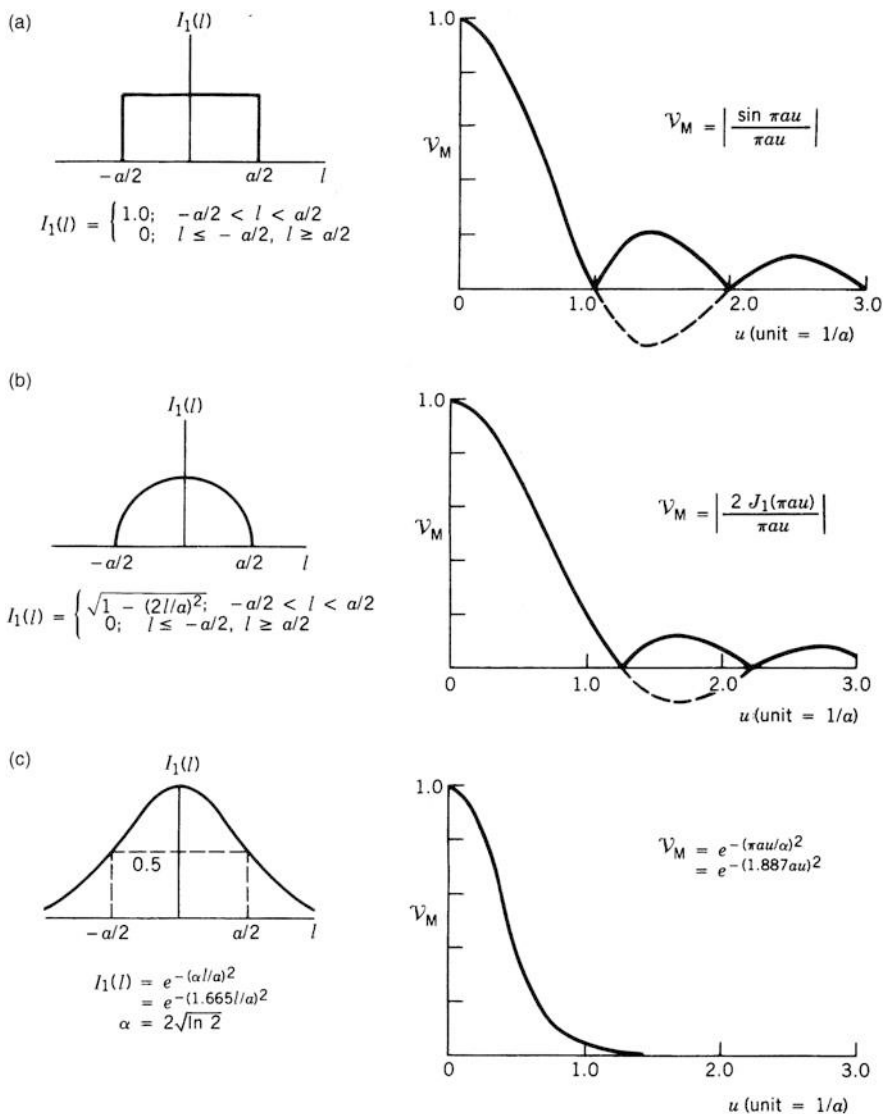 (a)
I₁(l)
-a/2 a/2 l
I₁(l) = { 1.0; -a/2 < l < a/2
0; l ≤ - a/2, l ≥ a/2
1.0
𝒱_M
𝒱_M = | sin πau / πau |
0 1.0 2.0 3.0
u (unit = 1/a)
(b)
I₁(l)
-a/2 a/2 l
I₁(l) = { √(1 - (2l/a)²); -a/2 < l < a/2
0; l ≤ -a/2, l ≥ a/2
1.0
𝒱_M
𝒱_M = | 2 J₁(πau) / πau |
0 1.0 2.0 3.0
u (unit = 1/a)
(c)
I₁(l)
0.5
-a/2 a/2 l
I₁(l) = e^-(αl/a)²
= e^-(1.665l/a)²
α = 2√ln 2
1.0
𝒱_M
𝒱_M = e^-(πau/α)²
= e^-(1.887au)²
0 1.0 2.0 3.0
u (unit = 1/a)